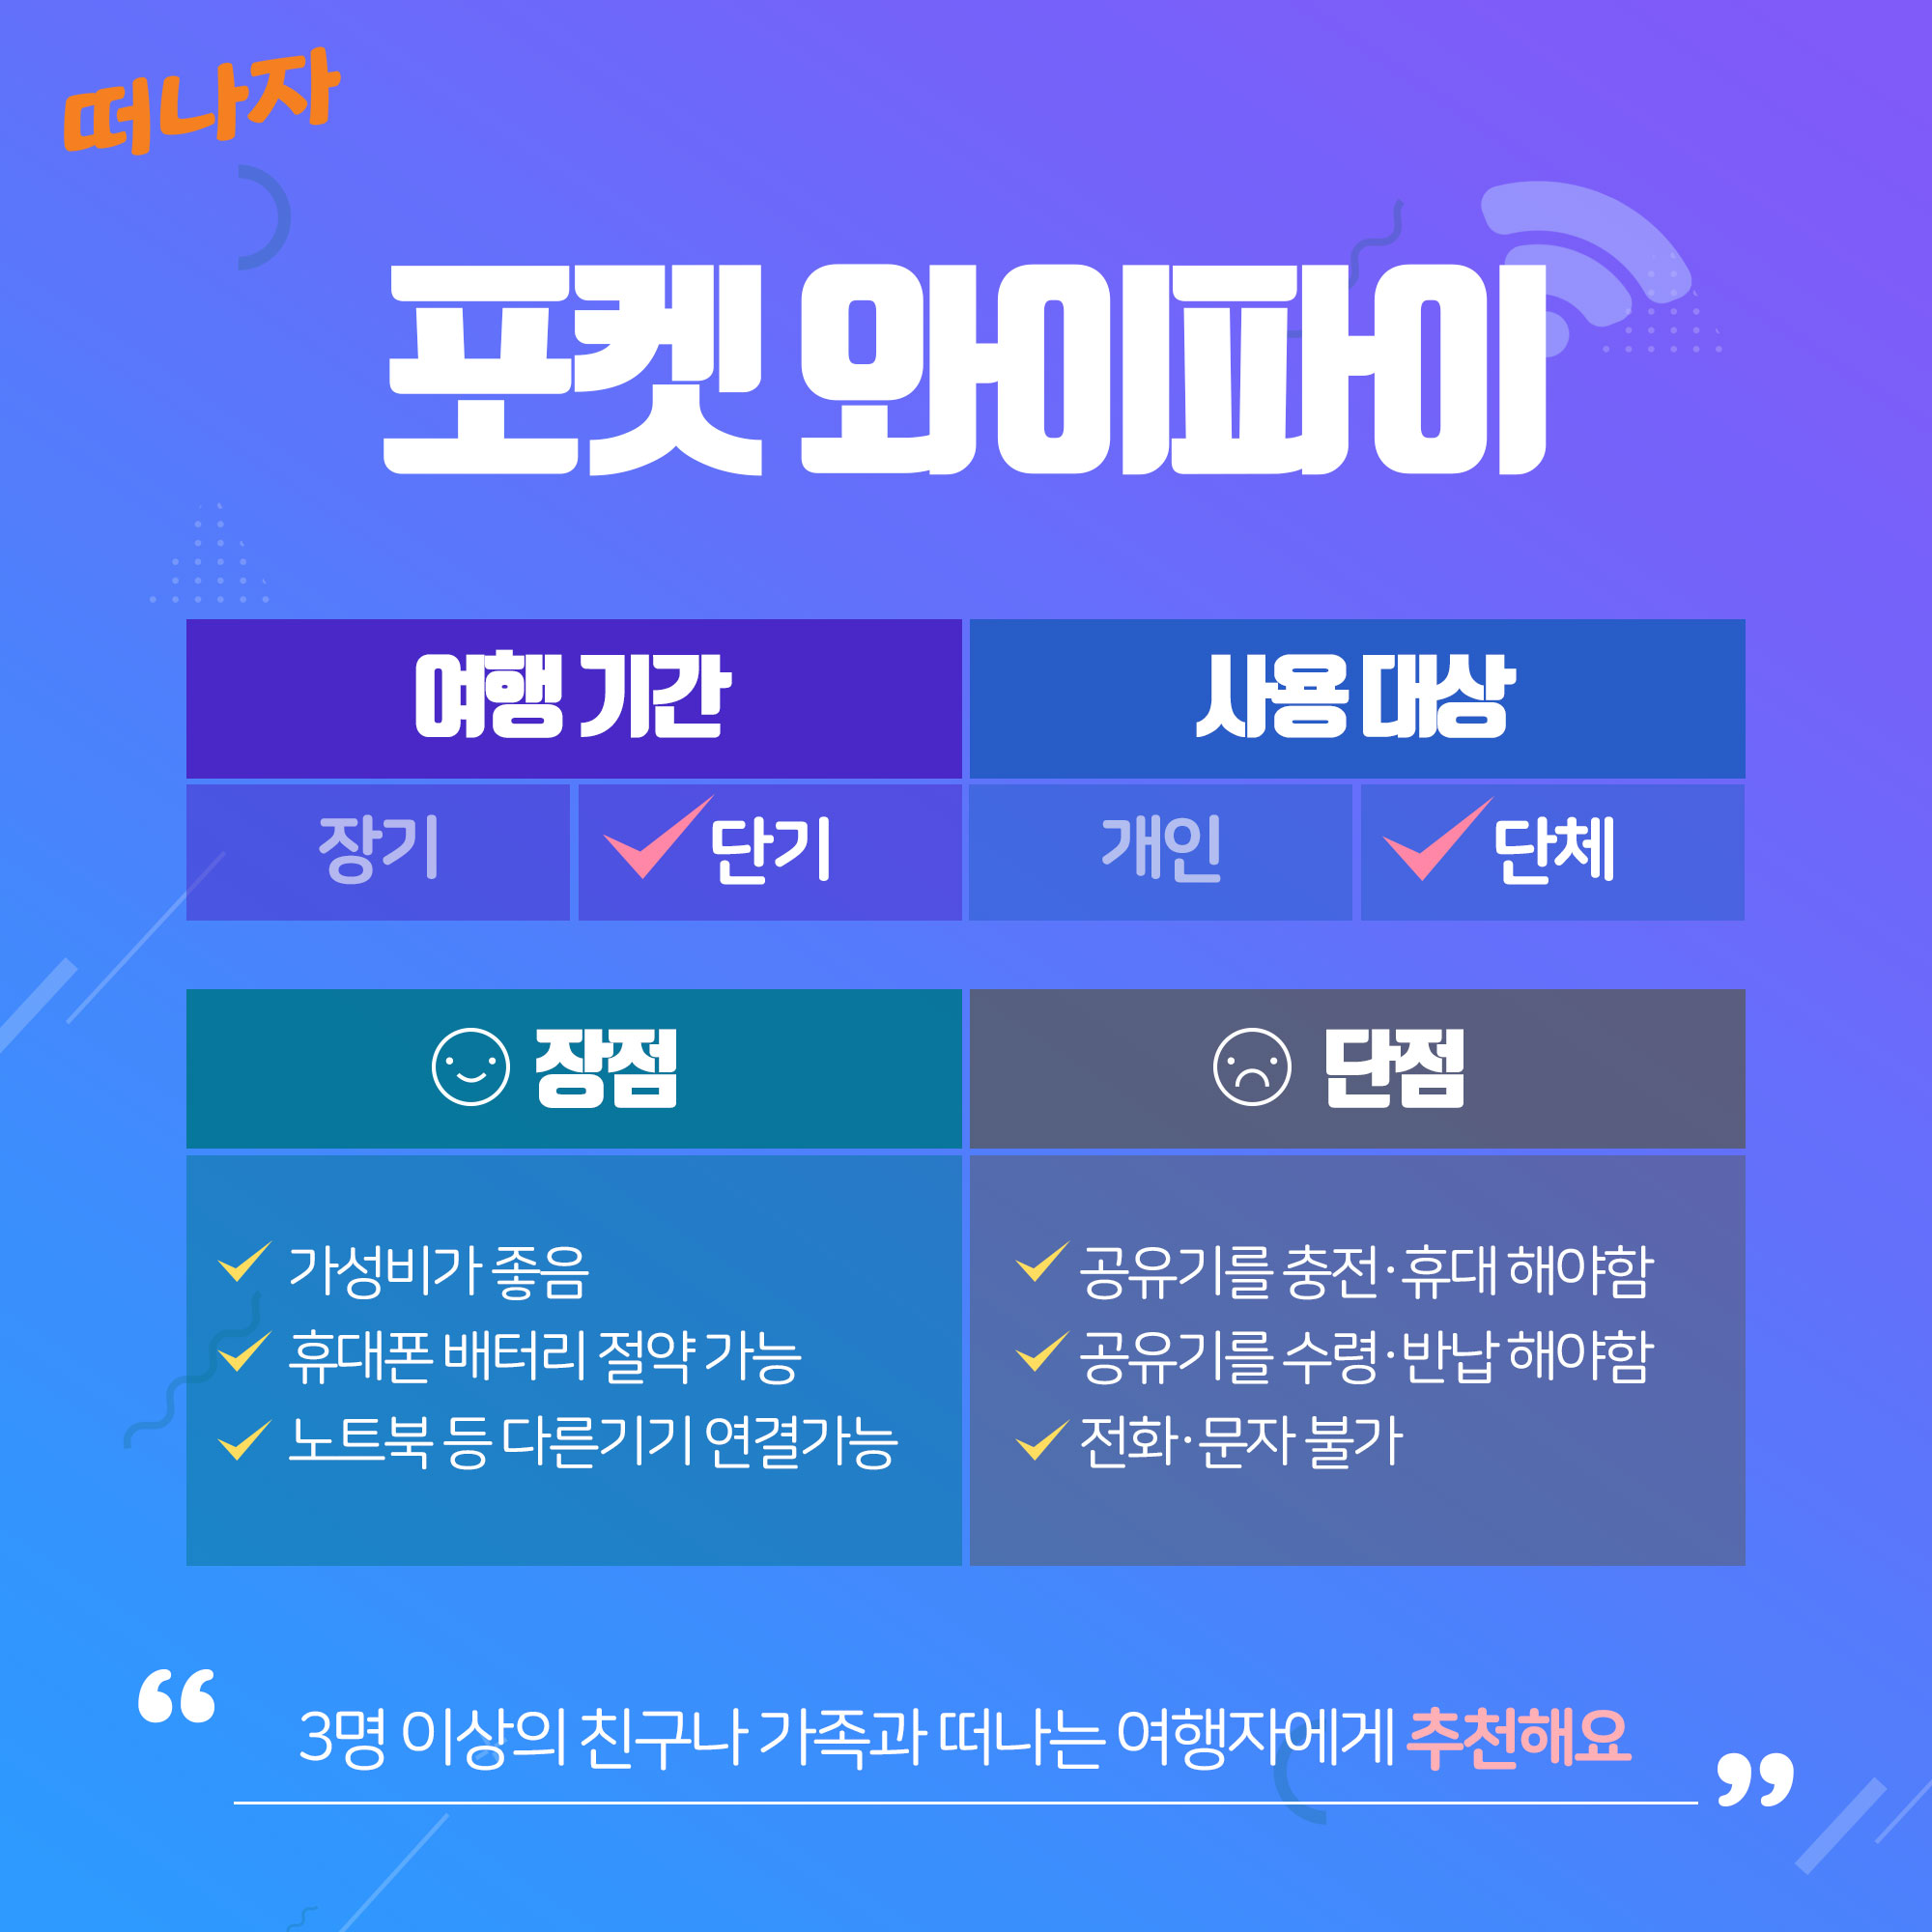 떠나자
포켓 와이파이
여행 기간
사용 대상
장기
단기
개인
단체
장점
단점
가성비가 좋음
휴대폰 배터리 절약 가능
노트북 등 다른기기 연결가능
공유기를 충전·휴대 해야함
공유기를 수령·반납 해야함
전화·문자 불가
“ 3명 이상의 친구나 가족과 떠나는 여행자에게 추천해요 ”